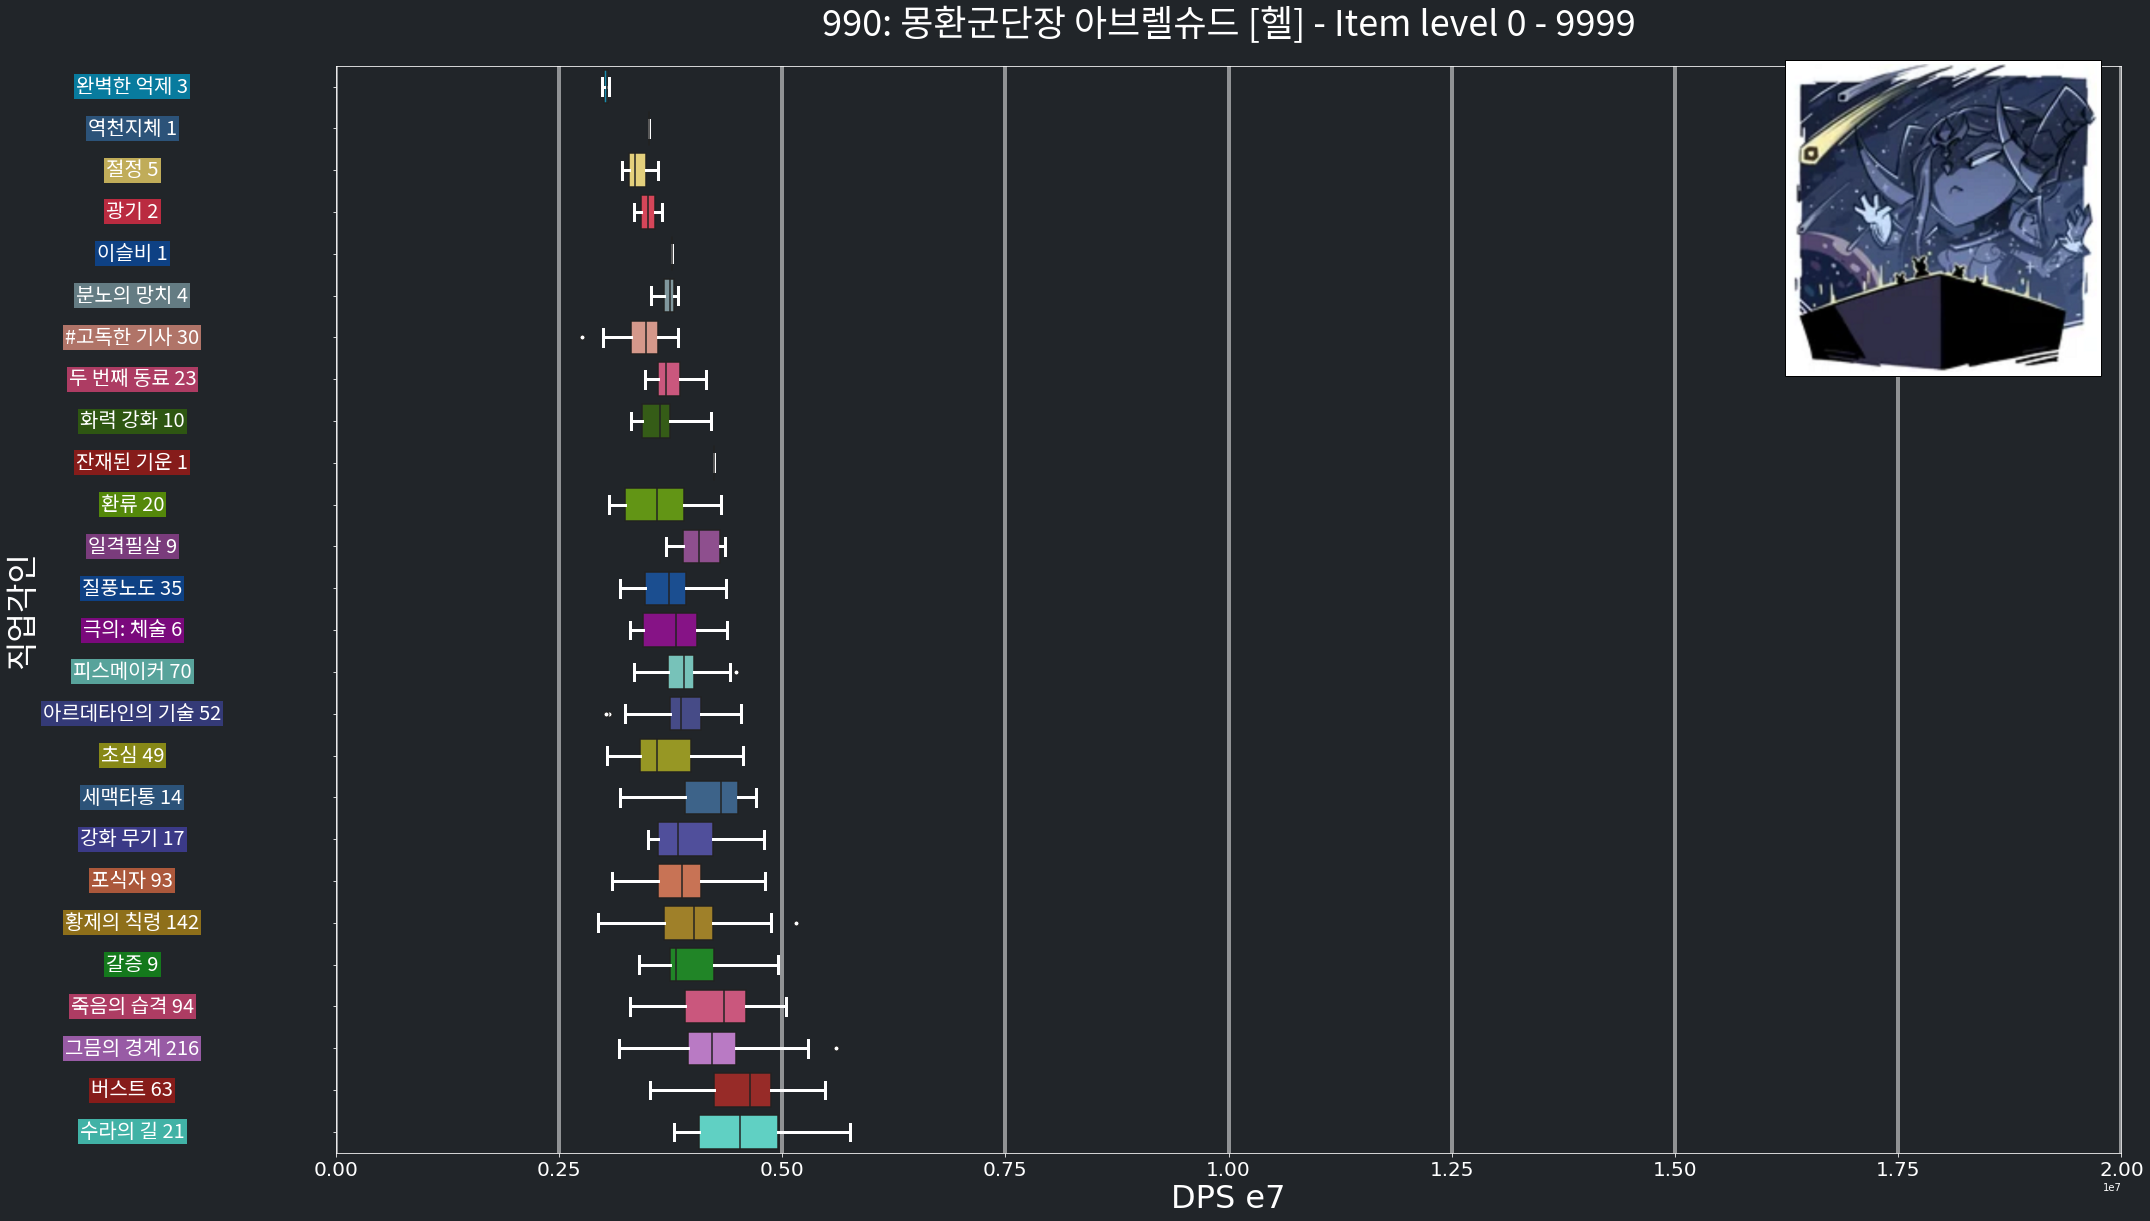 990: 몽환군단장 아브렐슈드 [헬] - Item level 0 - 9999
직업각인
완벽한 억제 3
역천지체 1
절정 5
광기 2
이슬비 1
분노의 망치 4
#고독한 기사 30
두 번째 동료 23
화력 강화 10
잔재된 기운 1
환류 20
일격필살 9
질풍노도 35
극의: 체술 6
피스메이커 70
아르데타인의 기술 52
초심 49
세맥타통 14
강화 무기 17
포식자 93
황제의 칙령 142
갈증 9
죽음의 습격 94
그믐의 경계 216
버스트 63
수라의 길 21
0.00 0.25 0.50 0.75 1.00 1.25 1.50 1.75 2.00
1e7
DPS e7